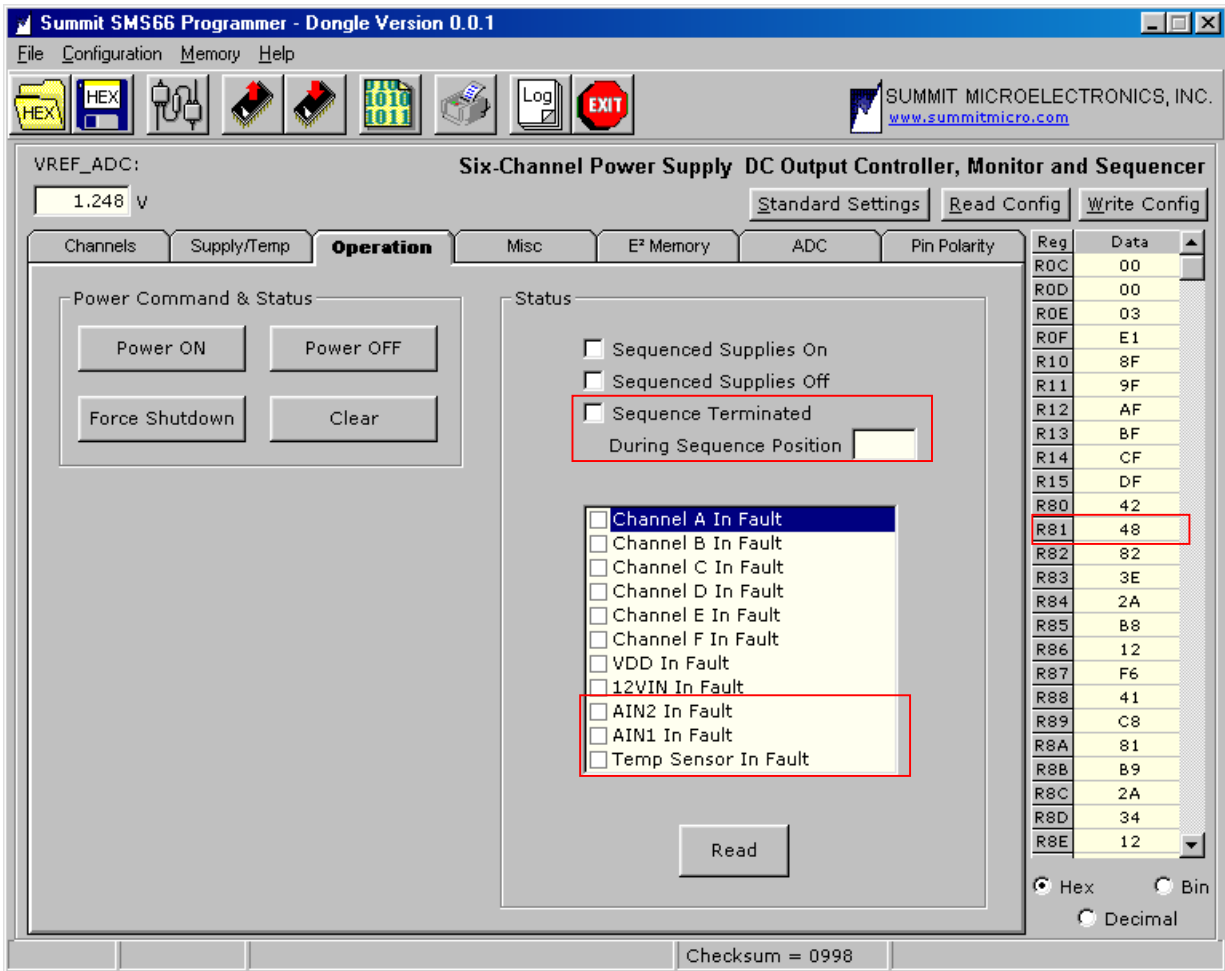 Summit SMS66 Programmer - Dongle Version 0.0.1
File Configuration Memory Help
HEX HEX 010 1010 1011 Log EXIT
SUMMIT MICROELECTRONICS, INC.
www.summitmicro.com
VREF_ADC:
1.248 V
Six-Channel Power Supply DC Output Controller, Monitor and Sequencer
Standard Settings Read Config Write Config
Channels Supply/Temp Operation Misc E² Memory ADC Pin Polarity
Power Command & Status
Power ON Power OFF
Force Shutdown Clear
Status
Sequenced Supplies On
Sequenced Supplies Off
Sequence Terminated
During Sequence Position
Channel A In Fault
Channel B In Fault
Channel C In Fault
Channel D In Fault
Channel E In Fault
Channel F In Fault
VDD In Fault
12VIN In Fault
AIN2 In Fault
AIN1 In Fault
Temp Sensor In Fault
Read
Reg Data
R0C 00
R0D 00
R0E 03
R0F E1
R10 8F
R11 9F
R12 AF
R13 BF
R14 CF
R15 DF
R80 42
R81 48
R82 82
R83 3E
R84 2A
R85 B8
R86 12
R87 F6
R88 41
R89 C8
R8A 81
R8B B9
R8C 2A
R8D 34
R8E 12
Hex Bin
Decimal
Checksum = 0998